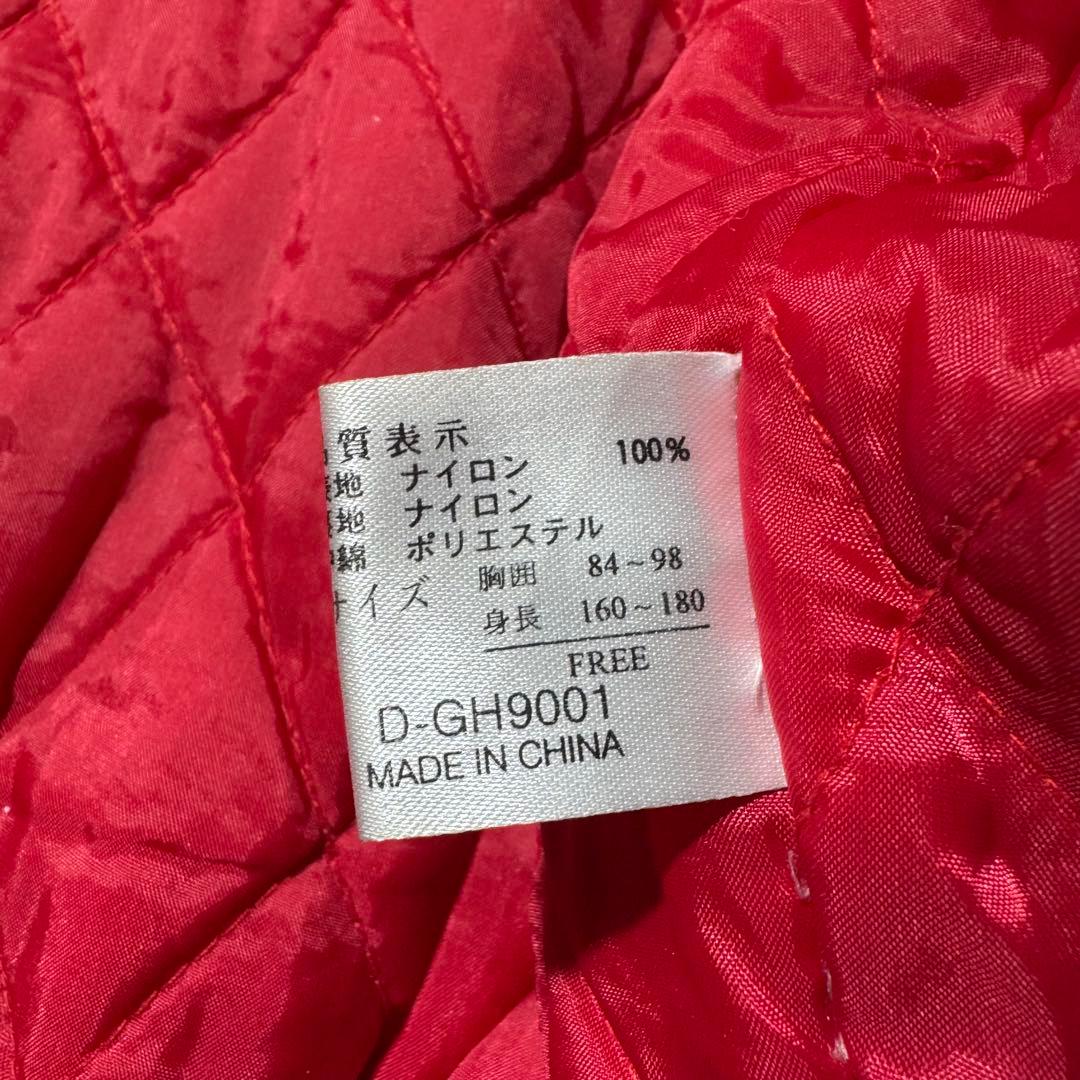 質表示
地 ナイロン 100%
地 ナイロン
綿 ポリエステル
イズ 胸囲 84~98
身長 160~180
FREE
D-GH9001
MADE IN CHINA